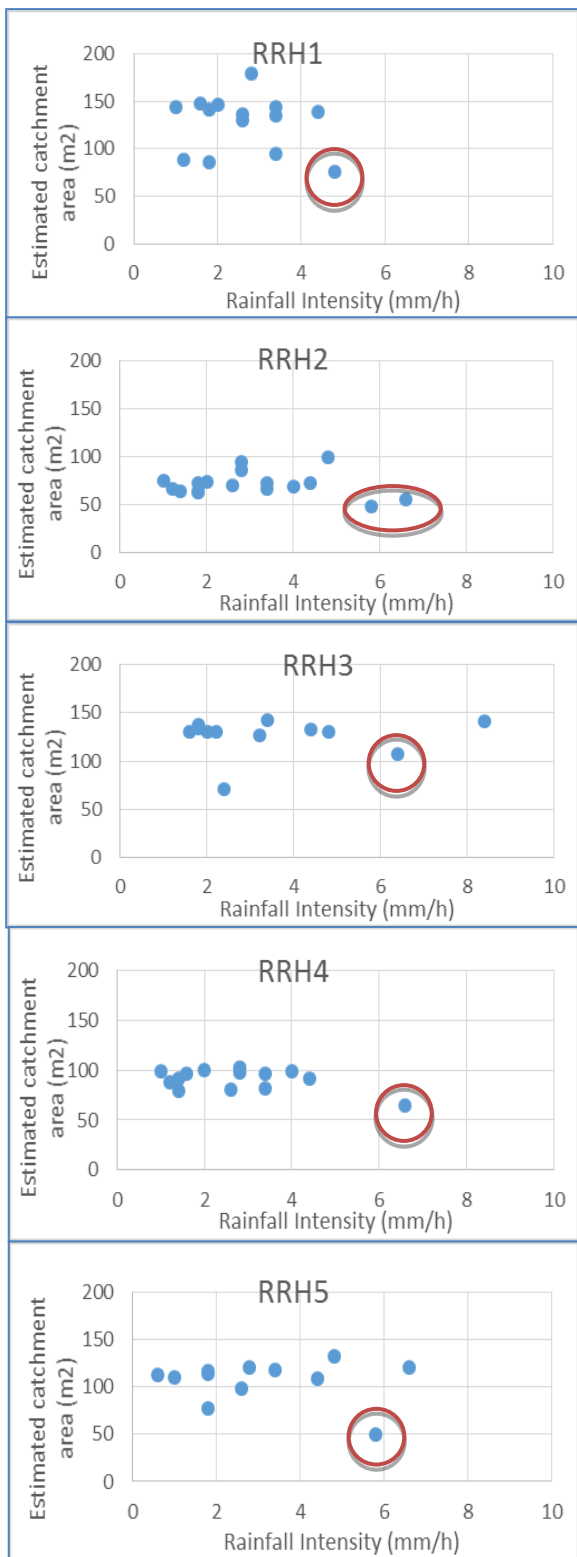 RRH1
200
150
100
50
0
0 2 4 6 8 10
Estimated catchment
area (m2)
Rainfall Intensity (mm/h)
RRH2
200
150
100
50
0
0 2 4 6 8 10
Estimated catchment
area (m2)
Rainfall Intensity (mm/h)
RRH3
200
150
100
50
0
0 2 4 6 8 10
Estimated catchment
area (m2)
Rainfall Intensity (mm/h)
RRH4
200
150
100
50
0
0 2 4 6 8 10
Estimated catchment
area (m2)
Rainfall Intensity (mm/h)
RRH5
200
150
100
50
0
0 2 4 6 8 10
Estimated catchment
area (m2)
Rainfall Intensity (mm/h)